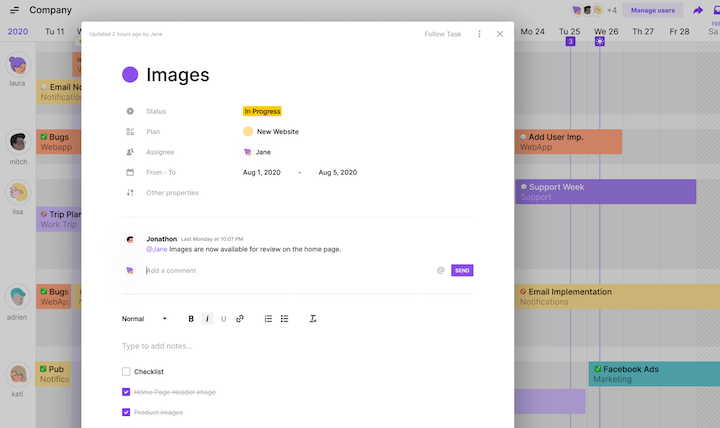 Company
+4
Manage users
2020
Tu 11
Mo 24
Tu 25
We 26
Th 27
Fr 28
Sa
3
Updated 2 hours ago by Jane
Follow Task
Images
Status
In Progress
Plan
New Website
Assignee
Jane
From - To
Aug 1, 2020 - Aug 5, 2020
Other properties
Jonathon Last Monday at 10:07 PM
@Jane Images are now available for review on the home page.
Add a comment
@
SEND
Normal
B i U
Type to add notes...
Checklist
Home Page Header Image
Product Images
laura
Email No
Notification
mitch
Bugs
Webapp
Add User Imp.
WebApp
lisa
Support Week
Support
Trip Plan
Work Trip
adrien
Bugs
WebAp
Email Implementation
Notifications
kati
Pub
Notific
Facebook Ads
Marketing